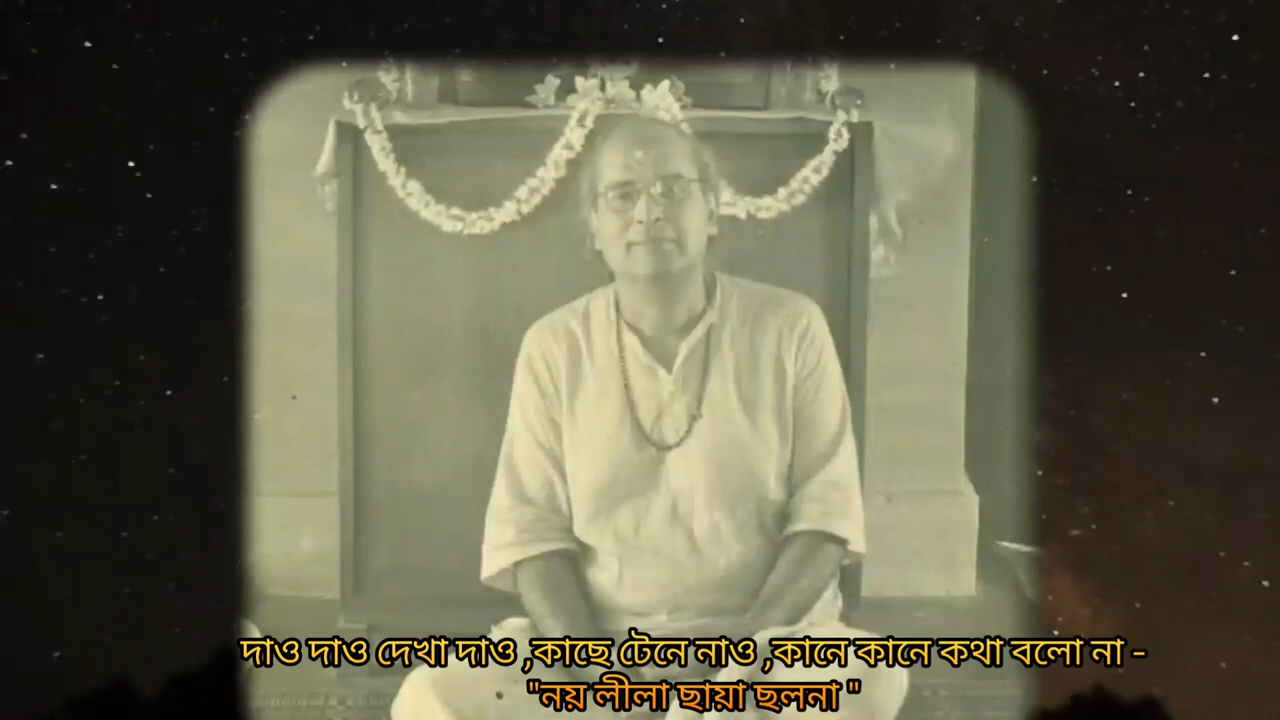 দাও দাও দেখা দাও ,কাছে টেনে নাও ,কানে কানে কথা বলো না -
"নয় লীলা ছায়া ছলনা "